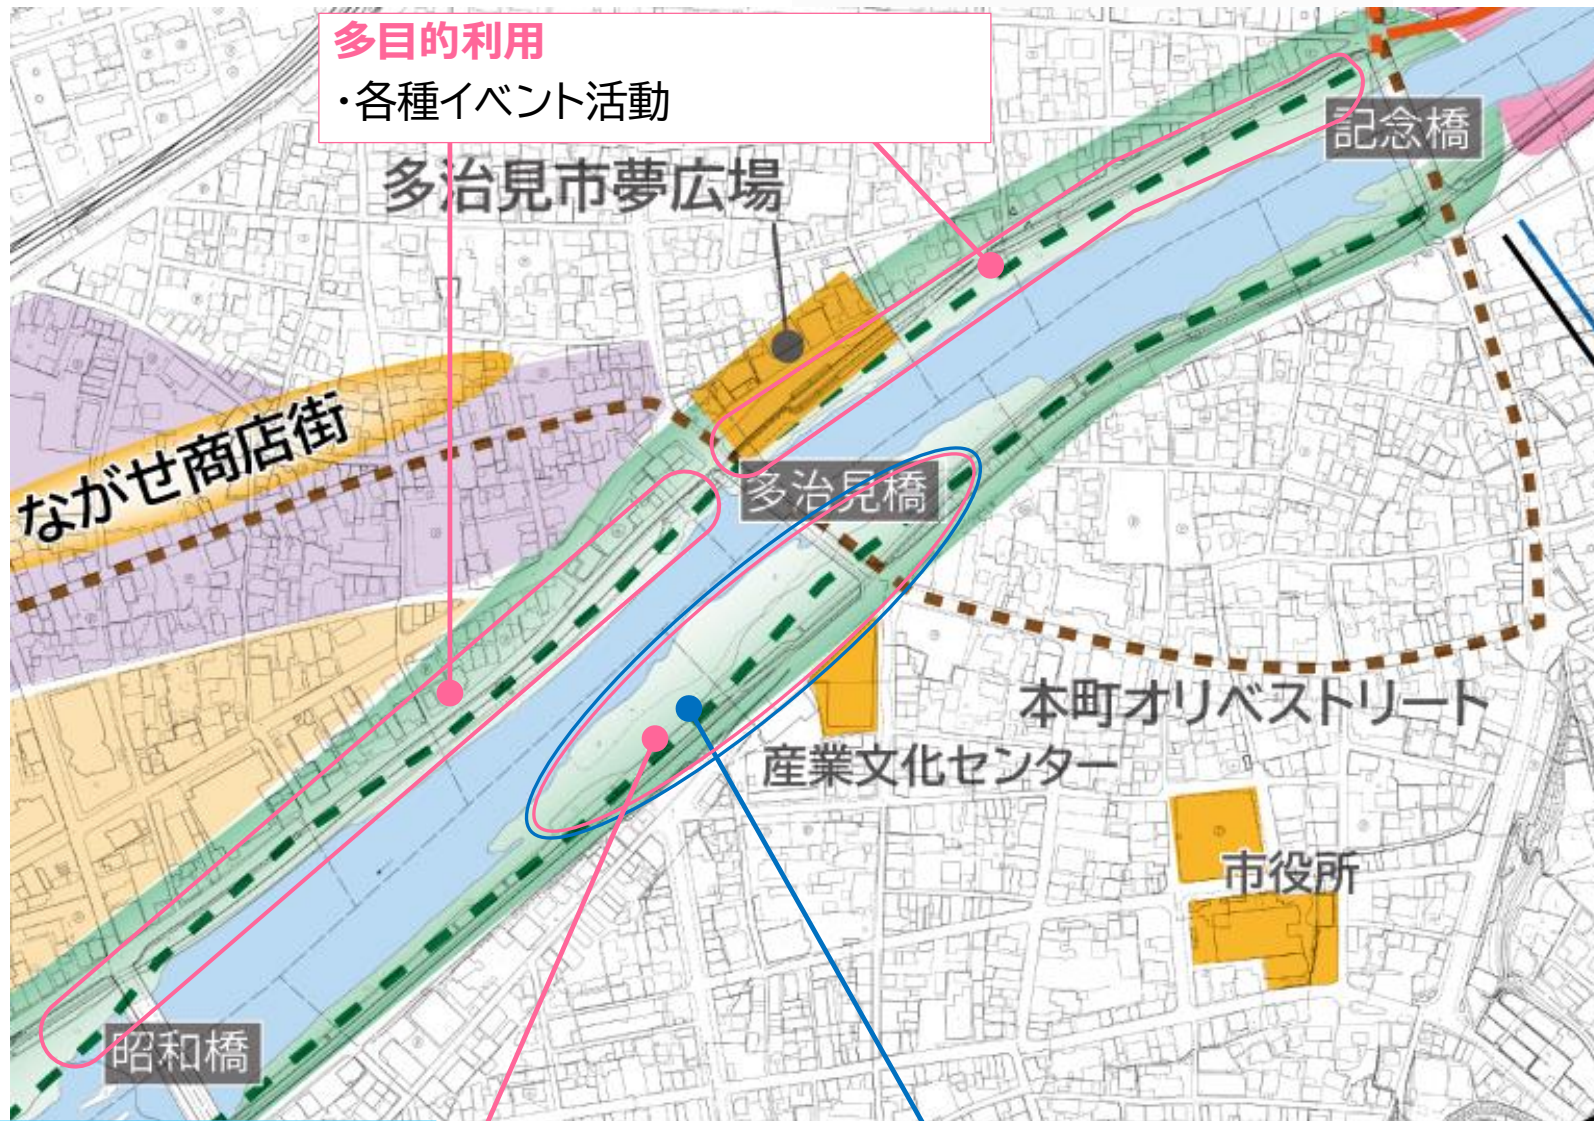 多目的利用
・各種イベント活動
記念橋
多治見市夢広場
ながせ商店街
多治見橋
本町オリベストリート
産業文化センター
市役所
昭和橋